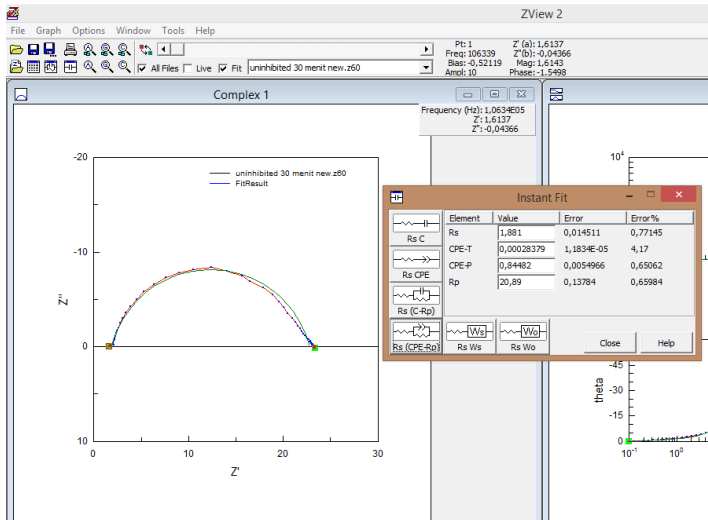 ZView 2
File Graph Options Window Tools Help
Pt: 1 Z' (a): 1,6137
Freq: 106339 Z''(b): -0,04366
Bias: -0,52119 Mag: 1,6143
Ampl: 10 Phase: -1,5498
All Files Live Fit uninhibited 30 menit new.z60
Complex 1
Frequency (Hz): 1,0634E05
Z': 1,6137
Z'': -0,04366
uninhibited 30 menit new.z60
FitResult
-20
-10
0
10
Z''
0 10 20 30
Z'
10⁴
Instant Fit
Element Value Error Error%
Rs 1,881 0,014511 0,77145
CPE-T 0,00028379 1,1834E-05 4,17
CPE-P 0,84482 0,0054966 0,65062
Rp 20,89 0,13784 0,65984
Rs C
Rs CPE
Rs (C-Rp)
Rs (CPE-Rp)
Ws
Rs Ws
Wo
Rs Wo
Close Help
-45
-30
-15
0
theta
10⁻¹ 10⁰